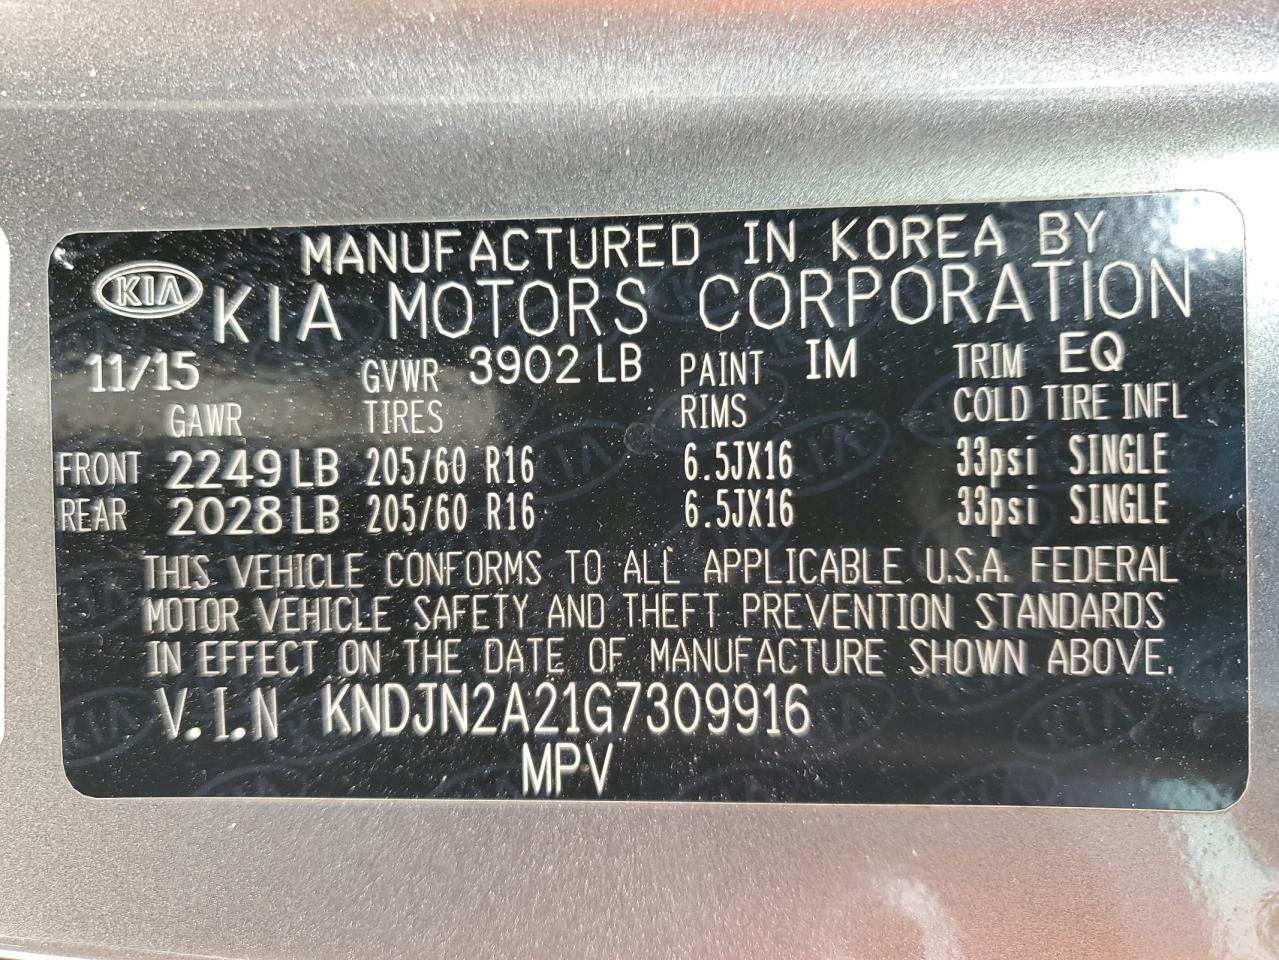 MANUFACTURED IN KOREA BY
KIA KIA MOTORS CORPORATION
11/15 GVWR 3902 LB PAINT IM TRIM EQ
GAWR TIRES RIMS COLD TIRE INFL
FRONT 2249 LB 205/60 R16 6.5JX16 33psi SINGLE
REAR 2028 LB 205/60 R16 6.5JX16 33psi SINGLE
THIS VEHICLE CONFORMS TO ALL APPLICABLE U.S.A. FEDERAL
MOTOR VEHICLE SAFETY AND THEFT PREVENTION STANDARDS
IN EFFECT ON THE DATE OF MANUFACTURE SHOWN ABOVE.
V.I.N KNDJN2A21G7309916
MPV